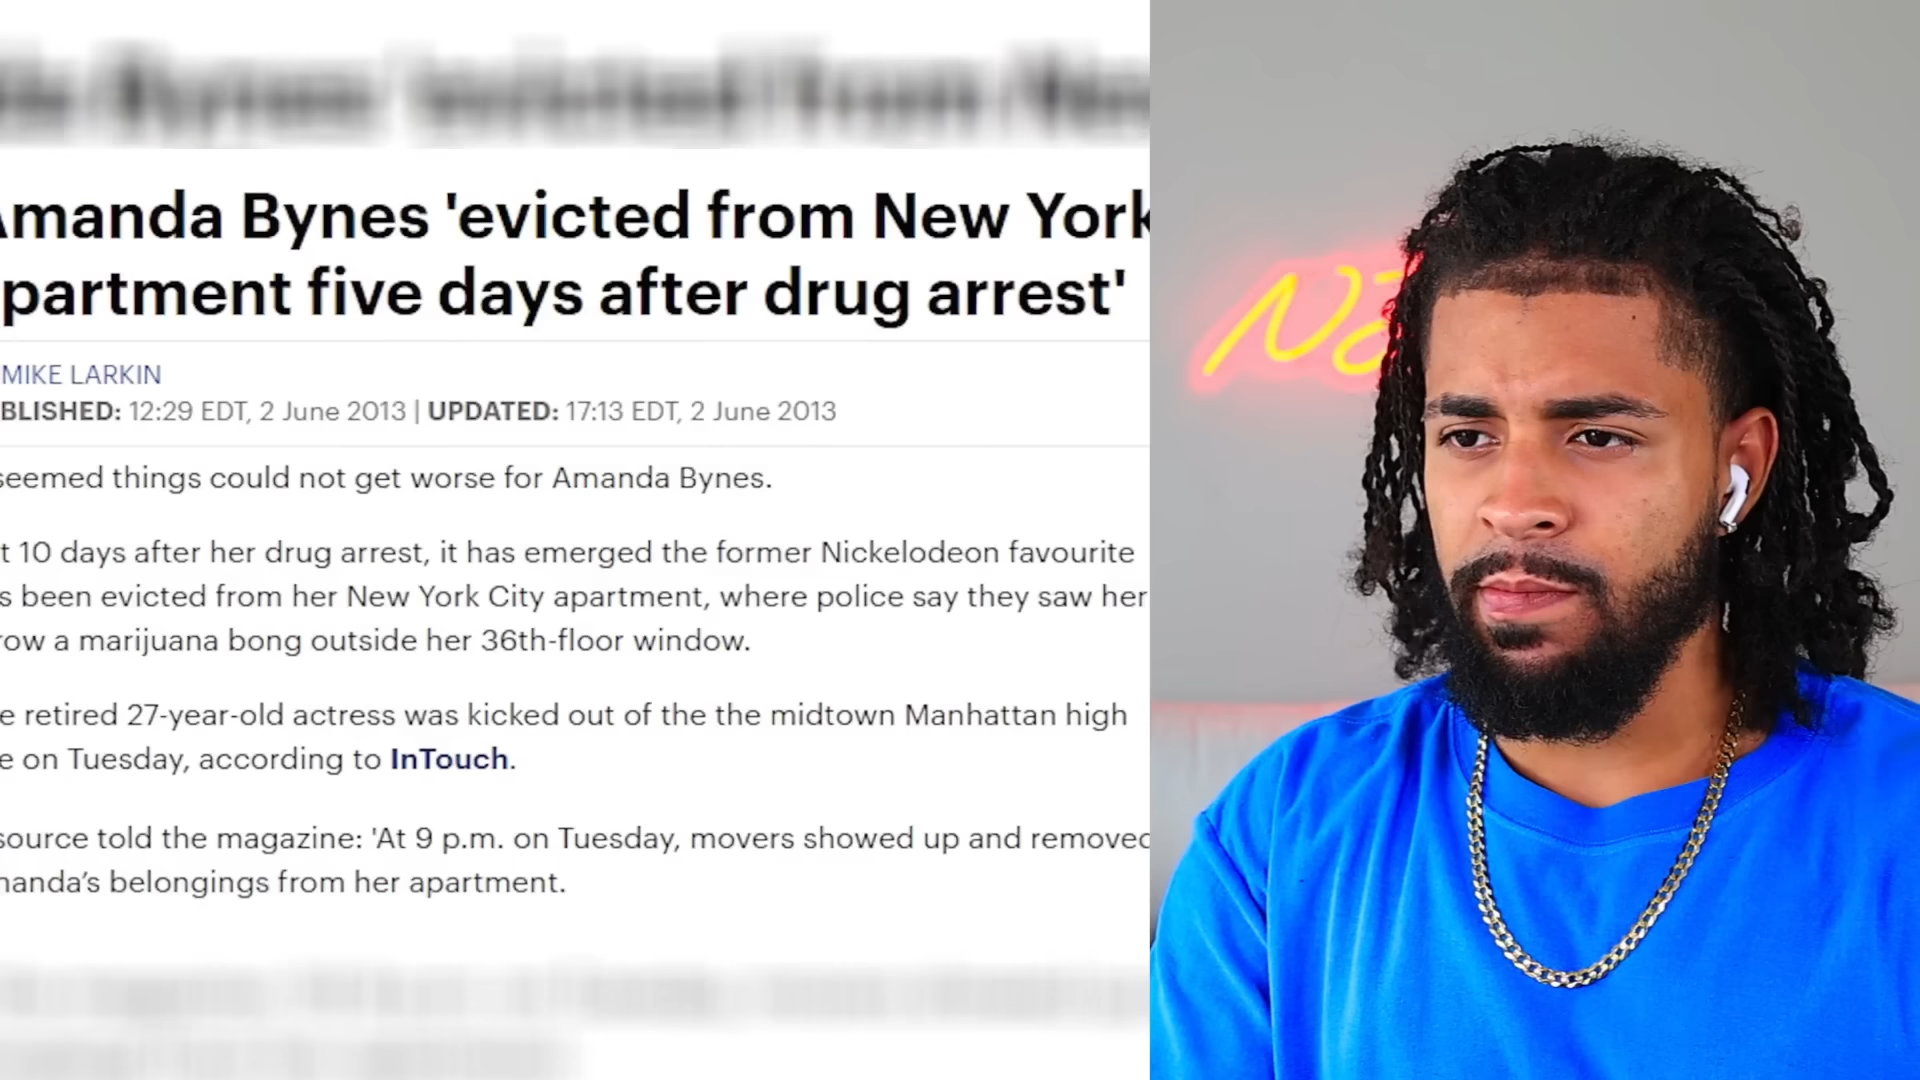 Amanda Bynes 'evicted from New York
partment five days after drug arrest'
MIKE LARKIN
BLISHED: 12:29 EDT, 2 June 2013 | UPDATED: 17:13 EDT, 2 June 2013
seemed things could not get worse for Amanda Bynes.
t 10 days after her drug arrest, it has emerged the former Nickelodeon favourite
s been evicted from her New York City apartment, where police say they saw her
row a marijuana bong outside her 36th-floor window.
e retired 27-year-old actress was kicked out of the the midtown Manhattan high
e on Tuesday, according to InTouch.
source told the magazine: 'At 9 p.m. on Tuesday, movers showed up and removed
manda's belongings from her apartment.